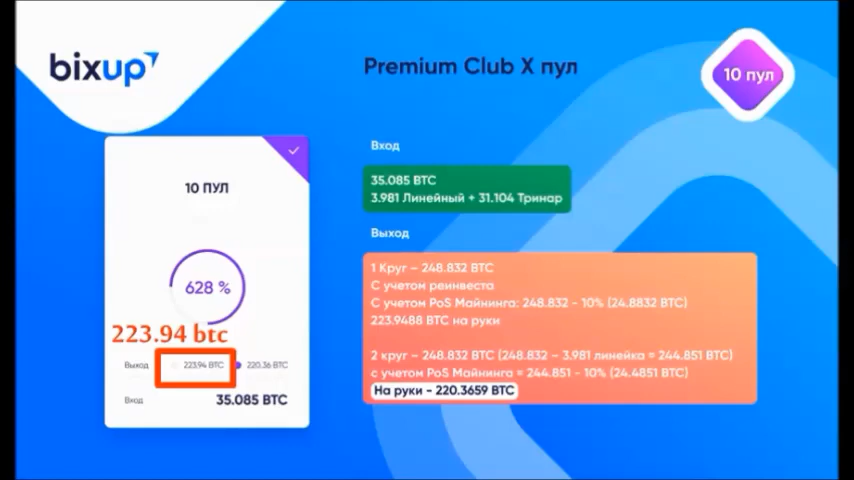 bixup
Premium Club X пул
10 пул
10 ПУЛ
628 %
223.94 btc
Выход 223.94 BTC 220.36 BTC
Вход 35.085 BTC
Вход
35.085 BTC
3.981 Линейный + 31.104 Тринар
Выход
1 Круг – 248.832 BTC
С учетом реинвеста
С учетом PoS Майнинга: 248.832 - 10% (24.8832 BTC)
223.9488 BTC на руки
2 круг – 248.832 BTC (248.832 – 3.981 линейка = 244.851 BTC)
с учетом PoS Майнинга = 244.851 - 10% (24.4851 BTC)
На руки - 220.3659 BTC